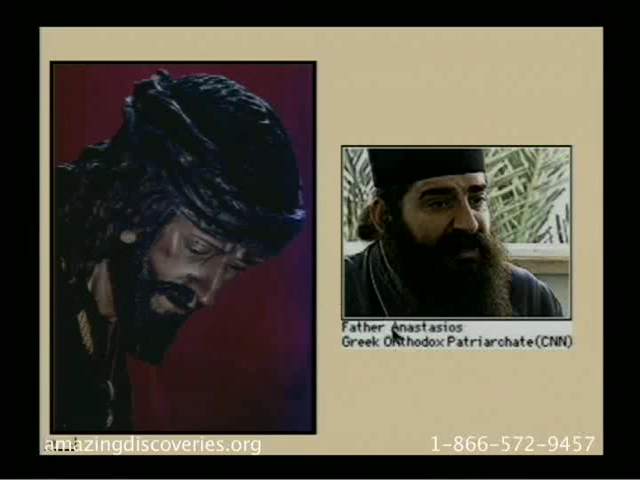 Father Anastasios
Greek Orthodox Patriarchate(CNN)
amazingdiscoveries.org
1-866-572-9457